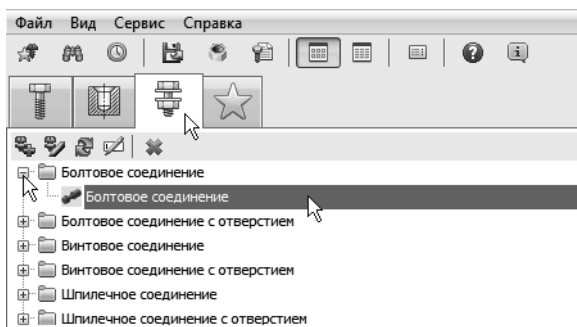 Файл Вид Сервис Справка
Болтовое соединение
Болтовое соединение
Болтовое соединение с отверстием
Винтовое соединение
Винтовое соединение с отверстием
Шпилечное соединение
Шпилечное соединение с отверстием